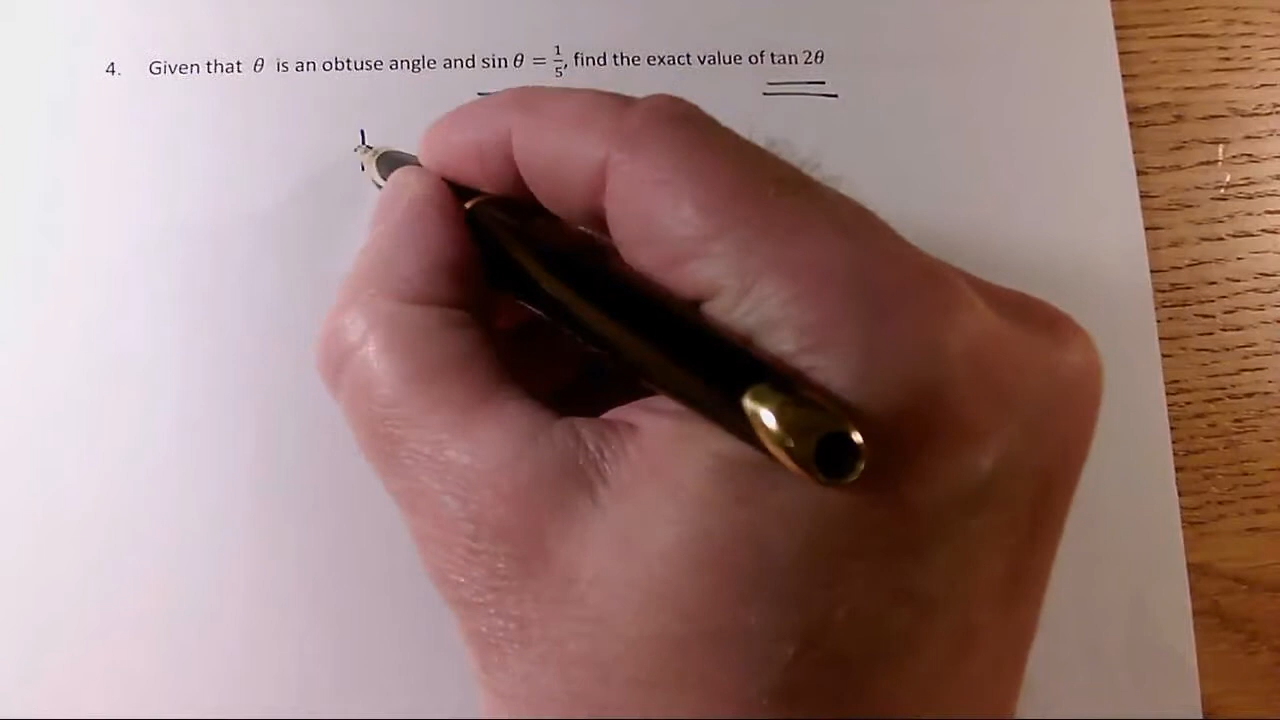 4. Given that θ is an obtuse angle and sin θ = 1/5, find the exact value of tan 2θ